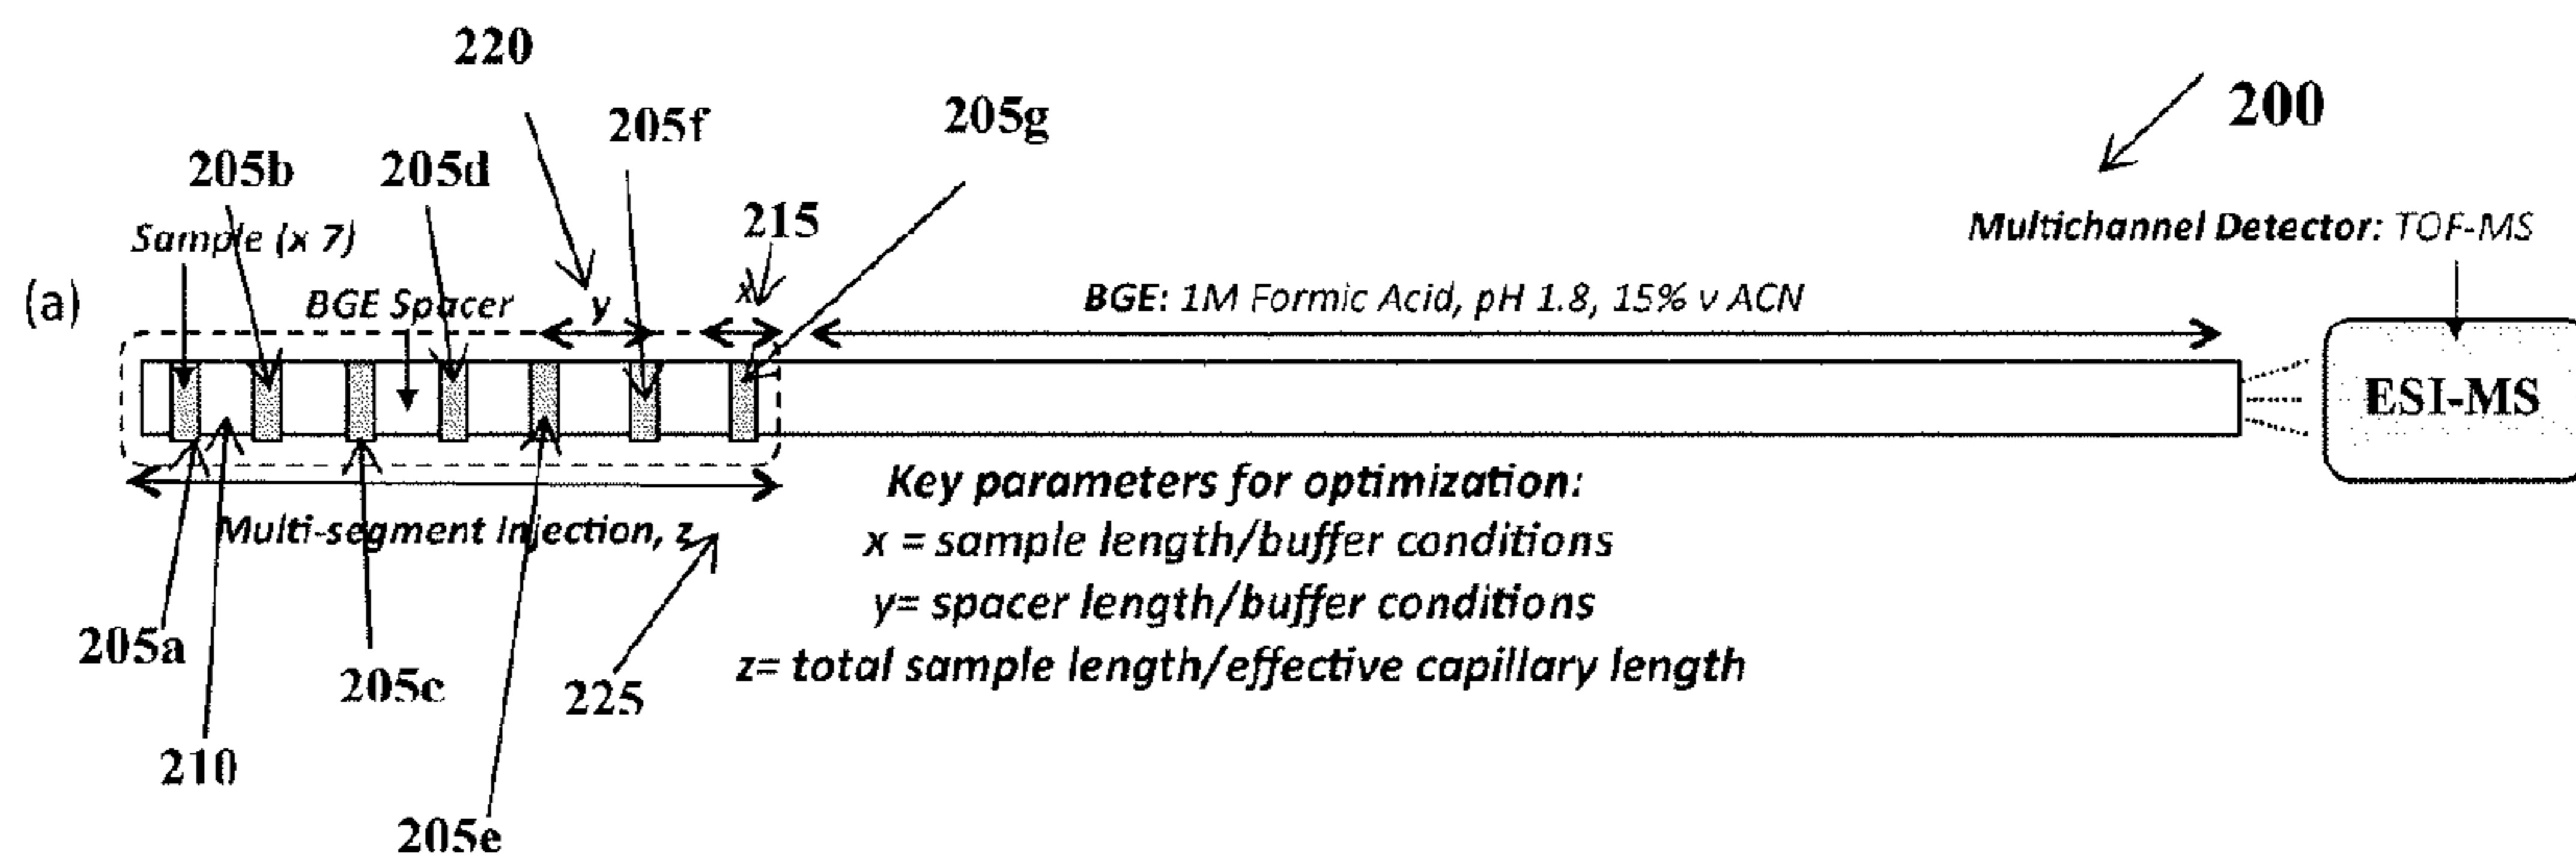 220
200
205f
205g
205b
205d
215
Sample (x 7)
Multichannel Detector: TOF-MS
(a)
BGE Spacer
y
x
BGE: 1M Formic Acid, pH 1.8, 15% v ACN
ESI-MS
Key parameters for optimization:
Multi-segment Injection, z
x = sample length/buffer conditions
y= spacer length/buffer conditions
205a
z= total sample length/effective capillary length
205c
225
210
205e